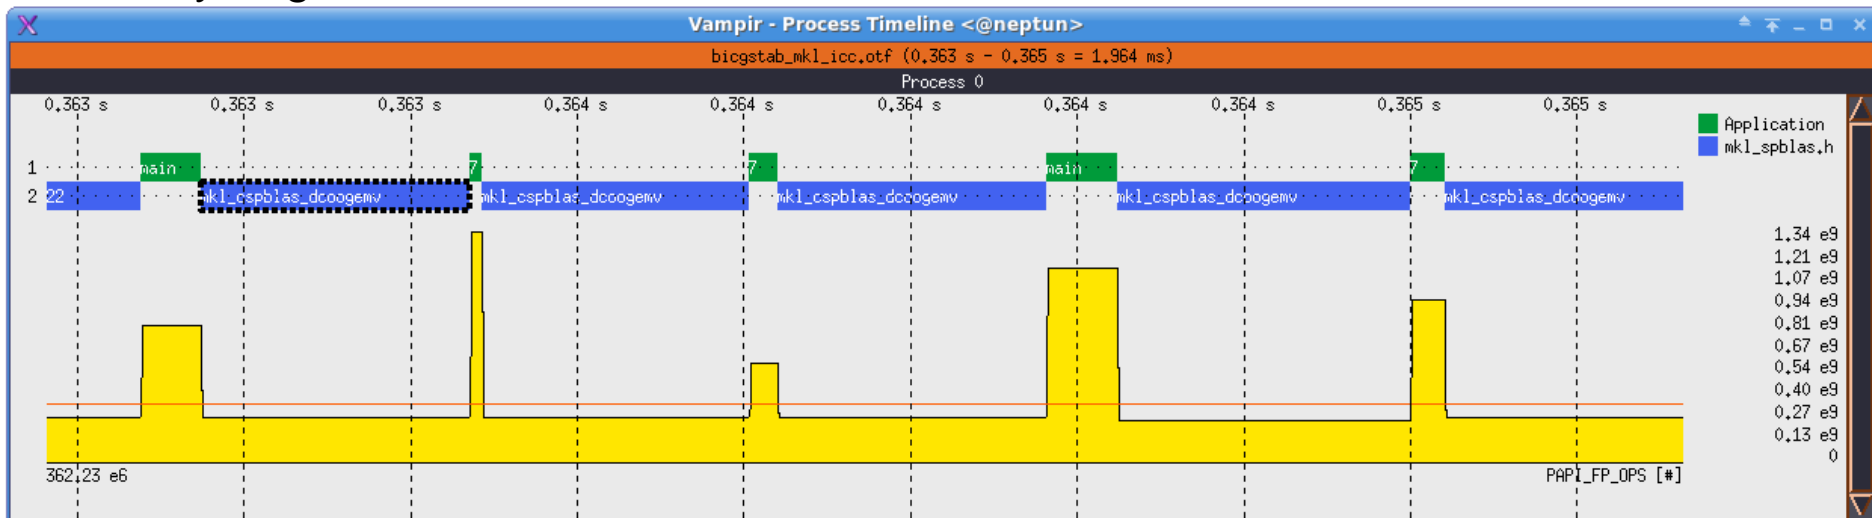 Vampir - Process Timeline <@neptun>
bicgstab_mkl_icc.otf (0.363 s - 0.365 s = 1.964 ms)
Process 0
0.363 s 0.363 s 0.363 s 0.364 s 0.364 s 0.364 s 0.364 s 0.364 s 0.365 s 0.365 s
Application
mkl_spblas.h
1 main 7 7 main 7
2 22 mkl_cspblas_dcoogemv mkl_cspblas_dcoogemv mkl_cspblas_dcoogemv mkl_cspblas_dcoogemv mkl_cspblas_dcoogemv
1.34 e9
1.21 e9
1.07 e9
0.94 e9
0.81 e9
0.67 e9
0.54 e9
0.40 e9
0.27 e9
0.13 e9
0
362.23 e6 PAPI_FP_OPS [#]